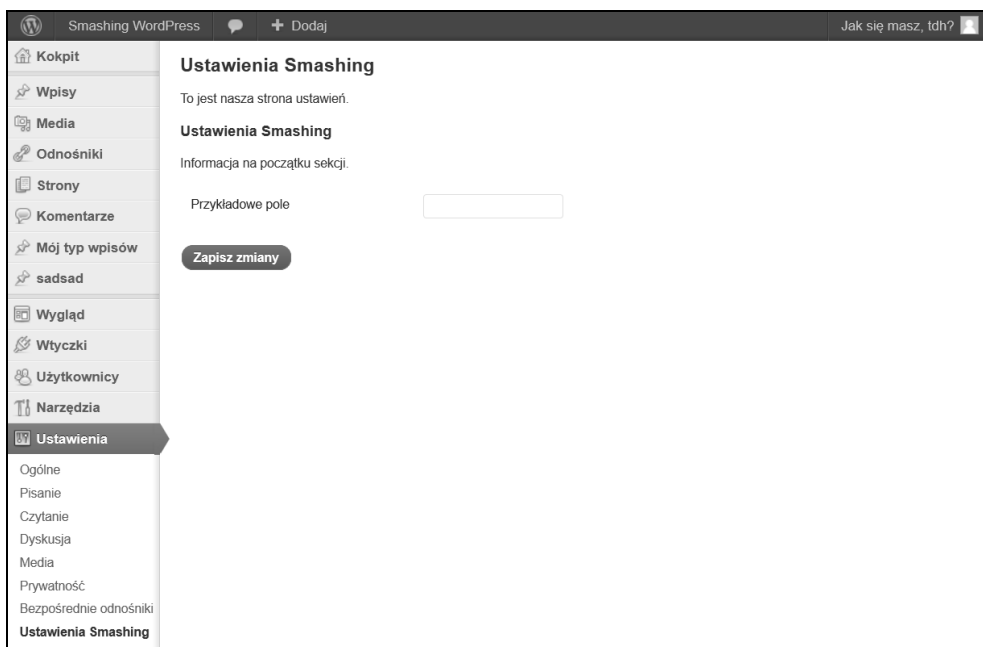 Smashing WordPress + Dodaj Jak się masz, tdh?
Kokpit
Wpisy
Media
Odnośniki
Strony
Komentarze
Mój typ wpisów
sadsad
Wygląd
Wtyczki
Użytkownicy
Narzędzia
Ustawienia
Ogólne
Pisanie
Czytanie
Dyskusja
Media
Prywatność
Bezpośrednie odnośniki
Ustawienia Smashing
Ustawienia Smashing
To jest nasza strona ustawień.
Ustawienia Smashing
Informacja na początku sekcji.
Przykładowe pole
Zapisz zmiany